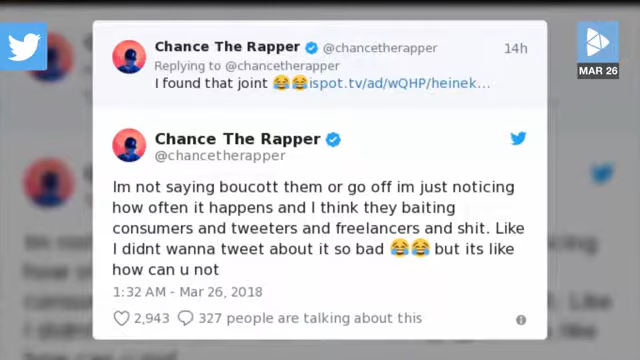 Chance The Rapper @chancetherapper 14h
Replying to @chancetherapper
I found that joint 😂😂ispot.tv/ad/wQHP/heinek…
MAR 26
Chance The Rapper
@chancetherapper
Im not saying boucott them or go off im just noticing
how often it happens and I think they baiting
consumers and tweeters and freelancers and shit. Like
I didnt wanna tweet about it so bad 😂😂 but its like
how can u not
1:32 AM - Mar 26, 2018
2,943 327 people are talking about this